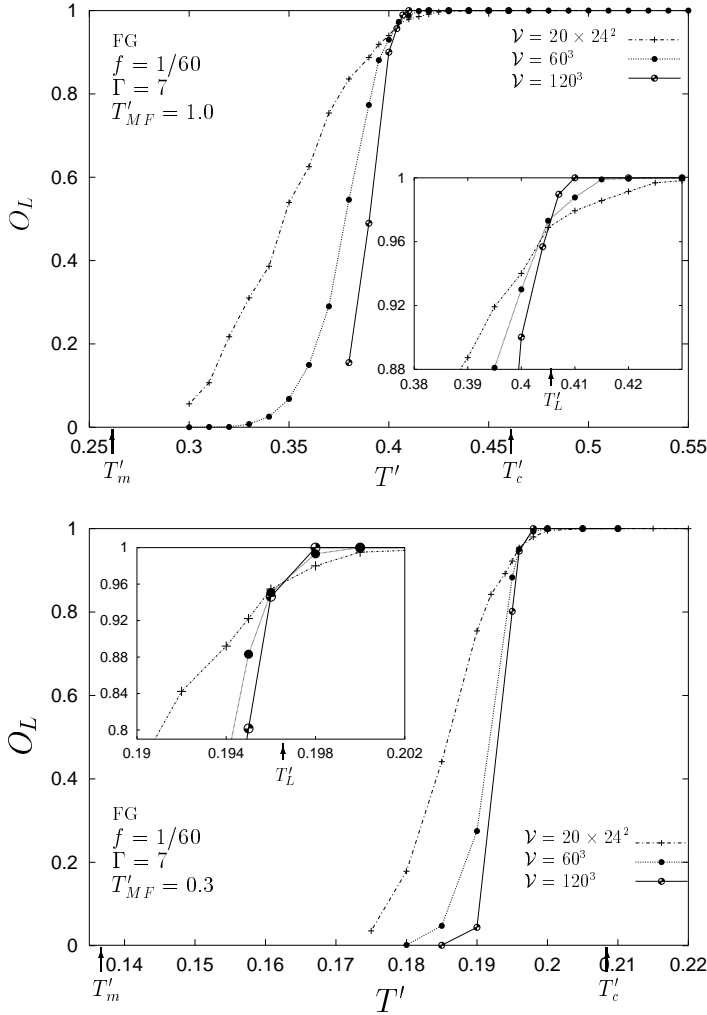 1
0.8
0.6
0.4
0.2
0
O_L
FG
f = 1/60
Γ = 7
T′_MF = 1.0
𝒱 = 20 × 24²
𝒱 = 60³
𝒱 = 120³
1
0.96
0.92
0.88
0.38 0.39 0.4 0.41 0.42
T′_L
0.25 0.3 0.35 0.4 0.45 0.5 0.55
T′_m T′ T′_c
1
0.8
0.6
0.4
0.2
0
O_L
1
0.96
0.92
0.88
0.84
0.8
0.19 0.194 0.198 0.202
T′_L
FG
f = 1/60
Γ = 7
T′_MF = 0.3
𝒱 = 20 × 24²
𝒱 = 60³
𝒱 = 120³
0.14 0.15 0.16 0.17 0.18 0.19 0.2 0.21 0.22
T′_m T′ T′_c